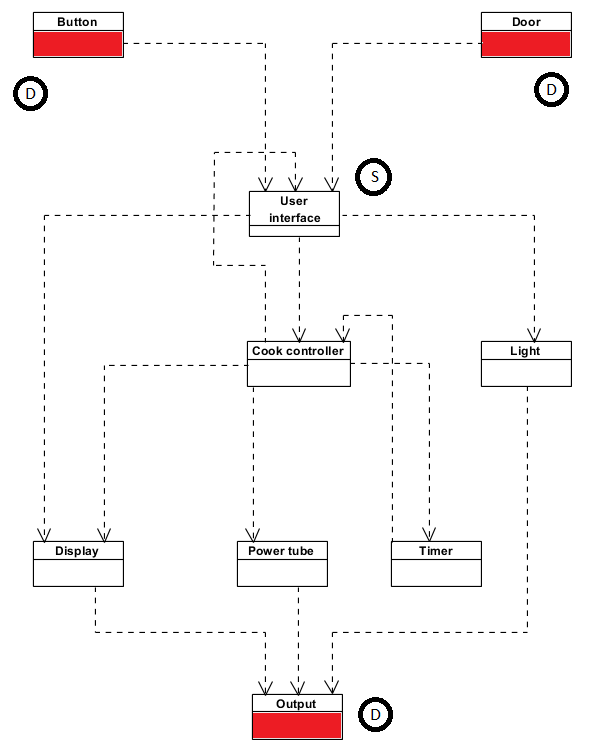 Button
Door
D
D
S
User
interface
Cook controller
Light
Display
Power tube
Timer
Output
D